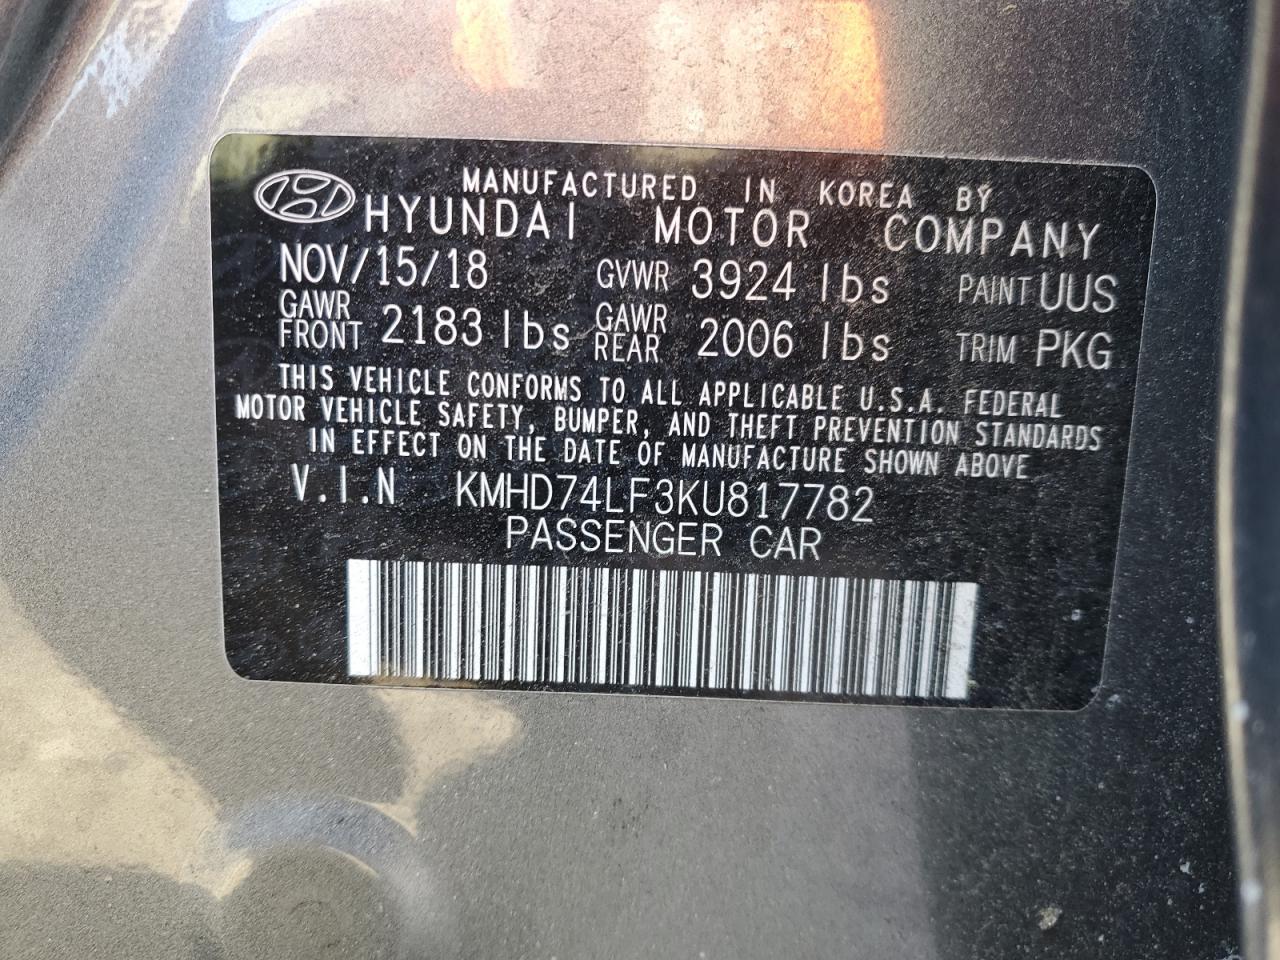 MANUFACTURED IN KOREA BY
HYUNDAI MOTOR COMPANY
NOV/15/18 GVWR 3924 lbs PAINT UUS
GAWR FRONT 2183 lbs GAWR REAR 2006 lbs TRIM PKG
THIS VEHICLE CONFORMS TO ALL APPLICABLE U.S.A. FEDERAL
MOTOR VEHICLE SAFETY, BUMPER, AND THEFT PREVENTION STANDARDS
IN EFFECT ON THE DATE OF MANUFACTURE SHOWN ABOVE
V.I.N KMHD74LF3KU817782
PASSENGER CAR